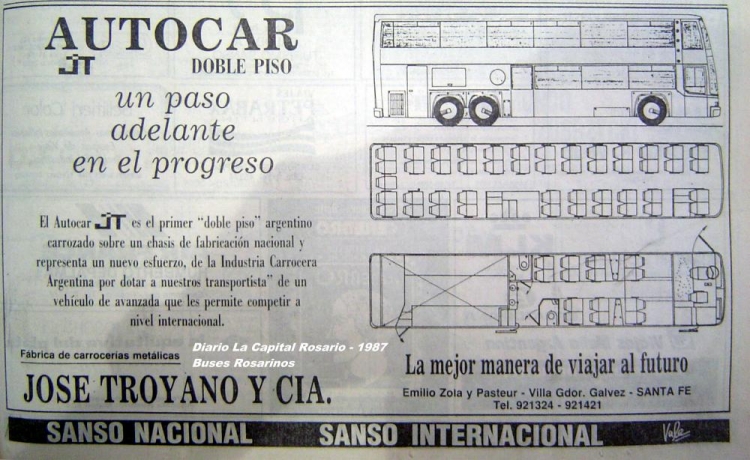 AUTOCAR
JT DOBLE PISO
un paso
adelante
en el progreso
El Autocar JT es el primer "doble piso" argentino
carrozado sobre un chasis de fabricación nacional y
representa un nuevo esfuerzo, de la Industria Carrocera
Argentina por dotar a nuestros transportista" de un
vehículo de avanzada que les permite competir a
nivel internacional.
Diario La Capital Rosario - 1987
Buses Rosarinos
Fábrica de carrocerías metálicas
JOSE TROYANO Y CIA.
La mejor manera de viajar al futuro
Emilio Zola y Pasteur - Villa Gdor. Galvez - SANTA FE
Tel. 921324 - 921421
SANSO NACIONAL SANSO INTERNACIONAL